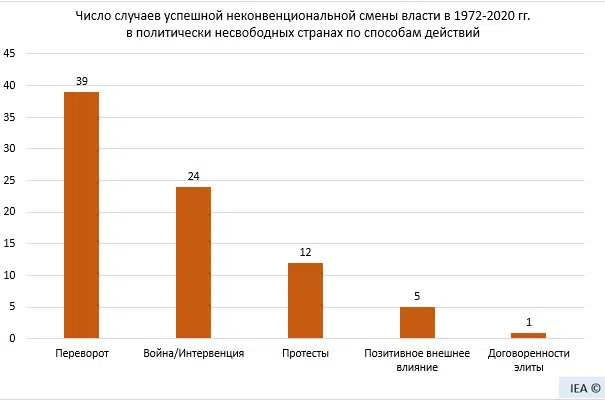 Число случаев успешной неконвенциональной смены власти в 1972-2020 гг.
в политически несвободных странах по способам действий
45
40
35
30
25
20
15
10
5
0
39
24
12
5
1
Переворот
Война/Интервенция
Протесты
Позитивное внешнее
влияние
Договоренности
элиты
IEA ©